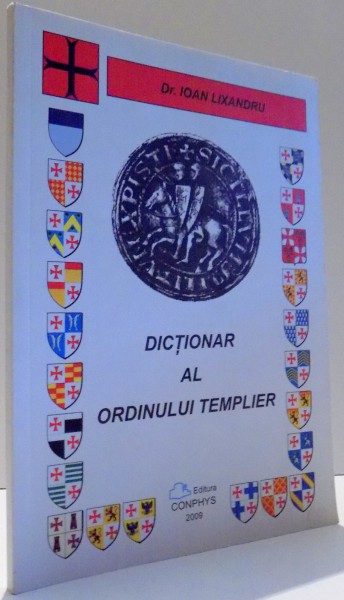 Dr. IOAN LIXANDRU
DICȚIONAR
AL
ORDINULUI TEMPLIER
Editura
CONPHYS
2009